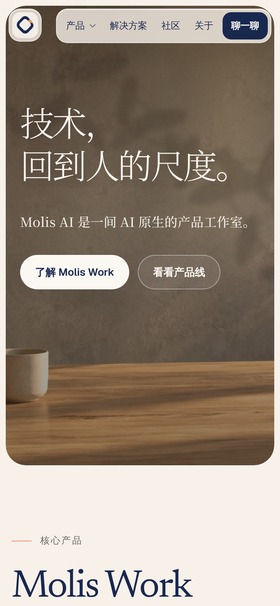 产品
解决方案
社区
关于
聊一聊
技术，
回到人的尺度。
Molis AI 是一间 AI 原生的产品工作室。
了解 Molis Work
看看产品线
核心产品
Molis Work